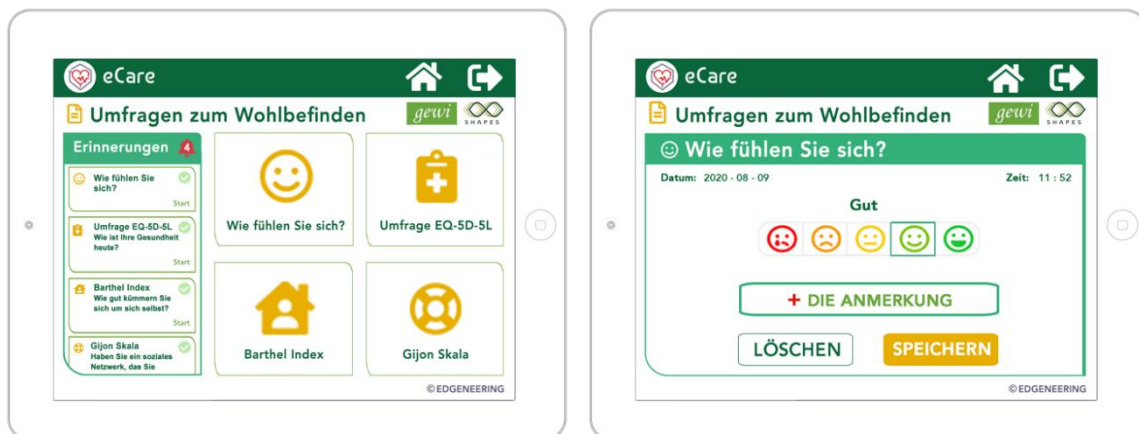 eCare
Umfragen zum Wohlbefinden
gewi
SHAPES
Erinnerungen
4
Wie fühlen Sie
sich?
Start
Umfrage EQ-5D-5L
Wie ist Ihre Gesundheit
heute?
Start
Barthel Index
Wie gut kümmern Sie
sich um sich selbst?
Start
Gijon Skala
Haben Sie ein soziales
Netzwerk, das Sie
Wie fühlen Sie sich?
Umfrage EQ-5D-5L
Barthel Index
Gijon Skala
©EDGENEERING
eCare
Umfragen zum Wohlbefinden
gewi
SHAPES
Wie fühlen Sie sich?
Datum: 2020 - 08 - 09
Zeit: 11 : 52
Gut
+ DIE ANMERKUNG
LÖSCHEN
SPEICHERN
©EDGENEERING